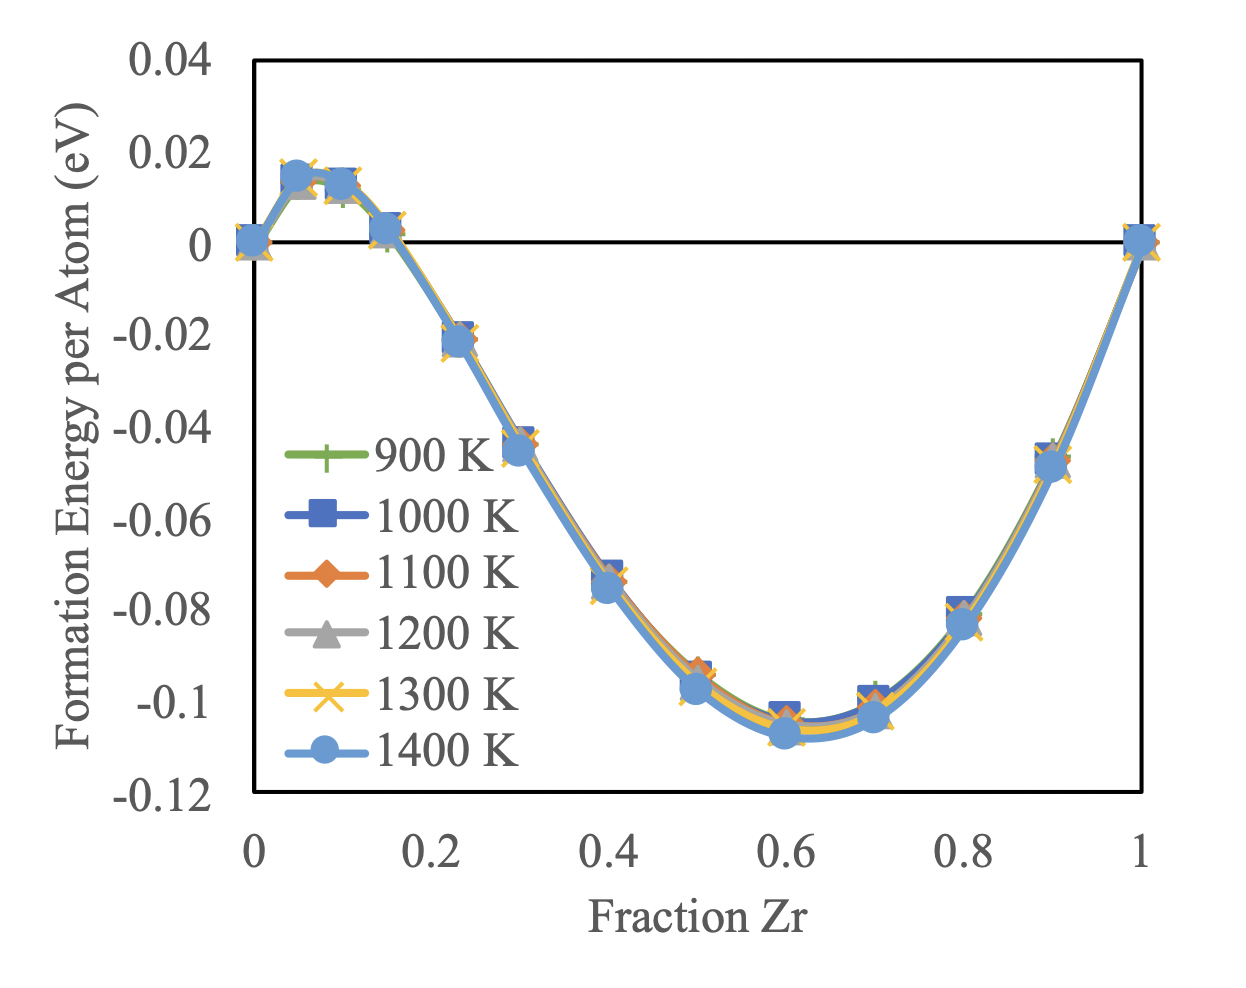 Formation Energy per Atom (eV)
0.04
0.02
0
-0.02
-0.04
-0.06
-0.08
-0.1
-0.12
900 K
1000 K
1100 K
1200 K
1300 K
1400 K
0 0.2 0.4 0.6 0.8 1
Fraction Zr